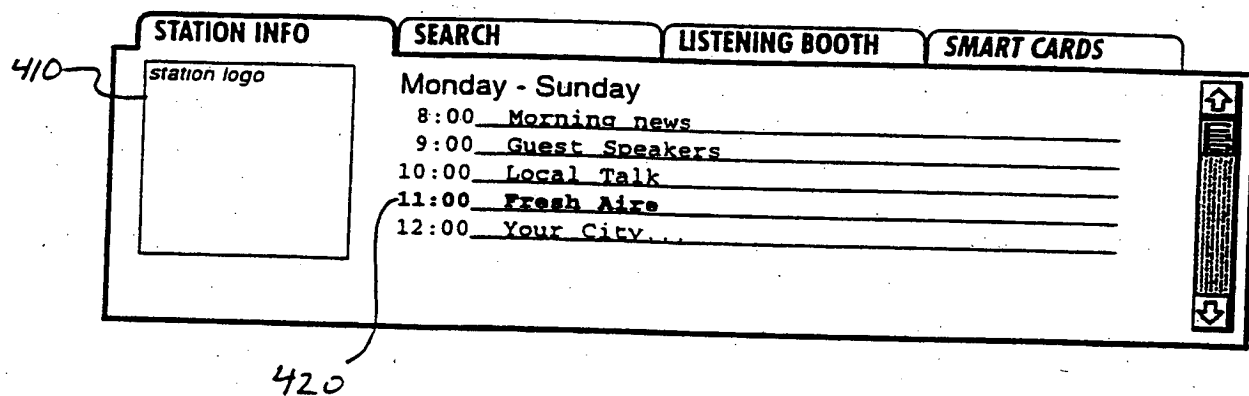 STATION INFO SEARCH LISTENING BOOTH SMART CARDS
410 station logo
Monday - Sunday
8:00 Morning news
9:00 Guest Speakers
10:00 Local Talk
11:00 Fresh Aire
12:00 Your City...
420